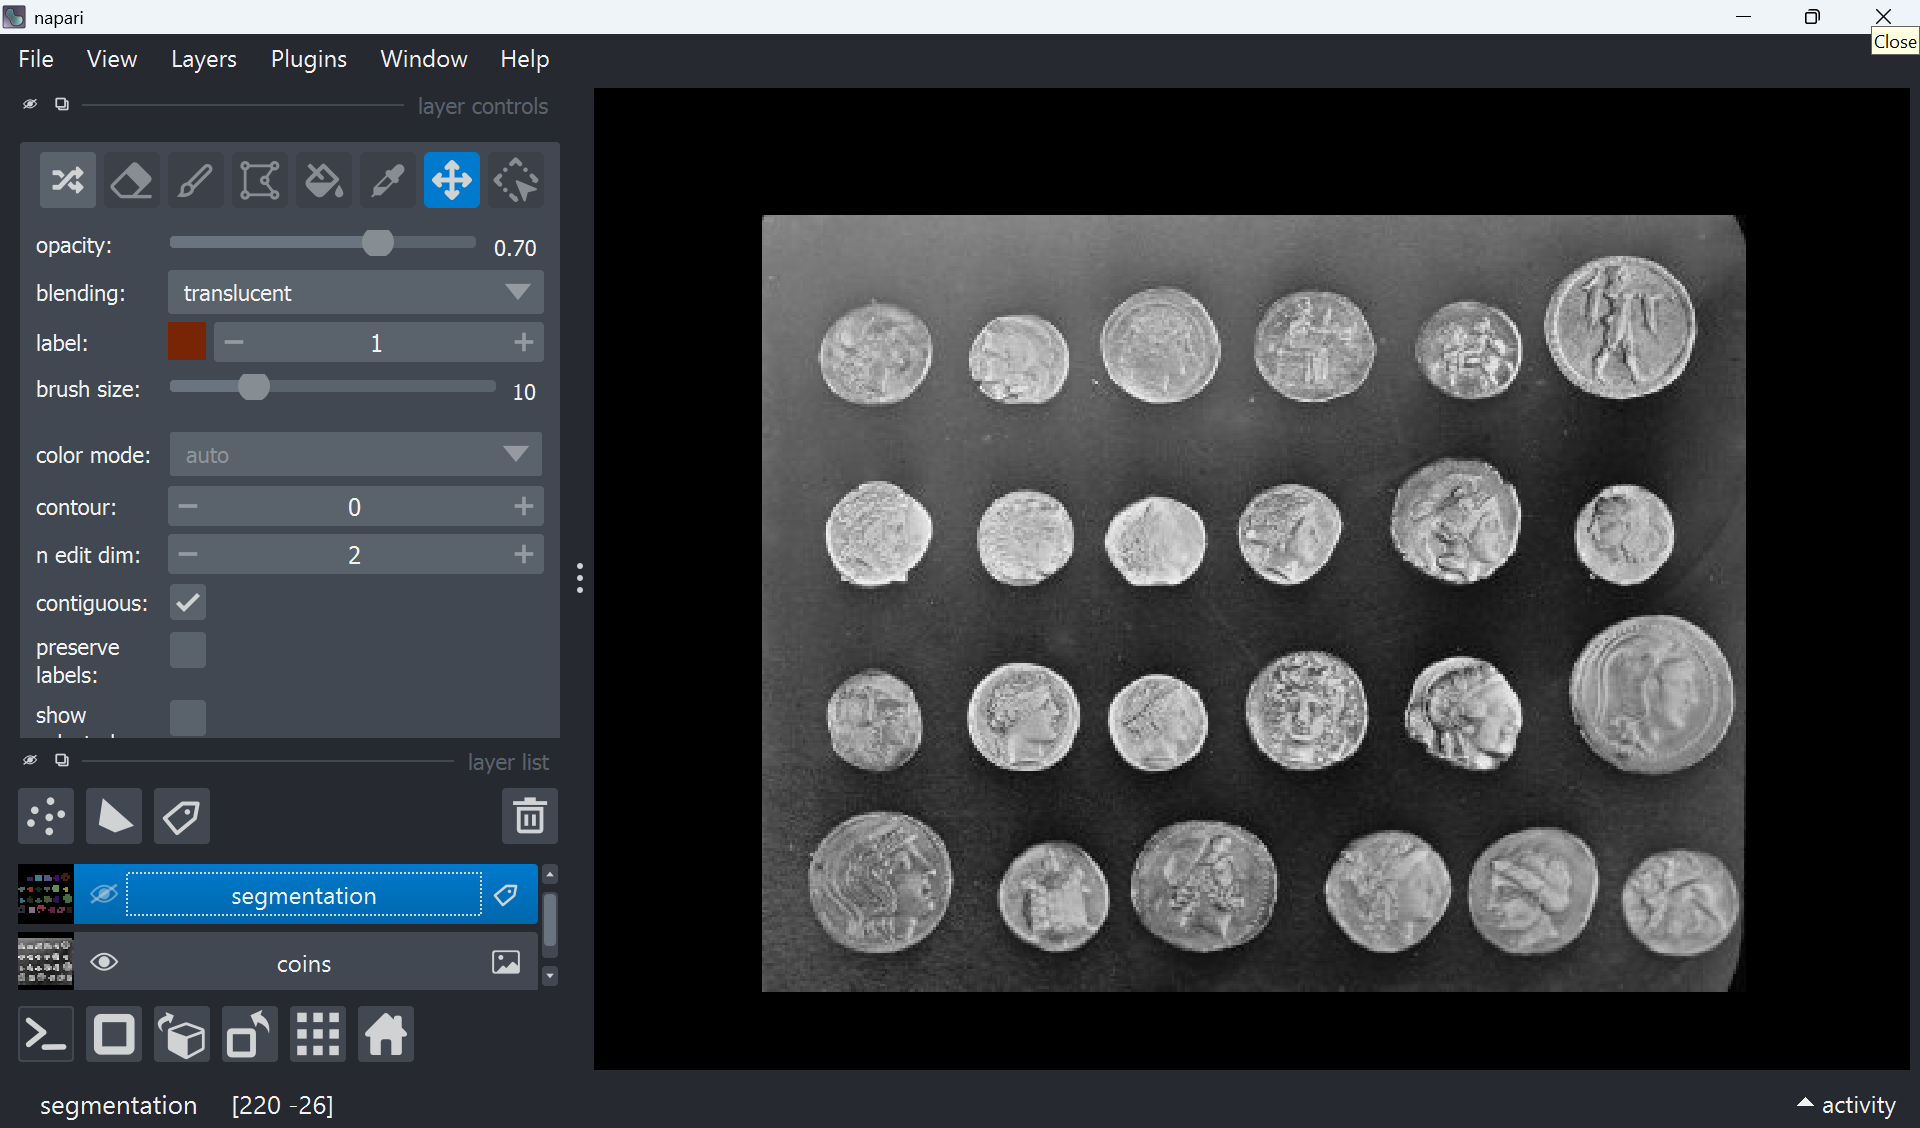 napari
Close
File View Layers Plugins Window Help
layer controls
opacity: 0.70
blending: translucent
label: 1
brush size: 10
color mode: auto
contour: 0
n edit dim: 2
contiguous:
preserve
labels:
show
layer list
segmentation
coins
segmentation [220 -26]
activity